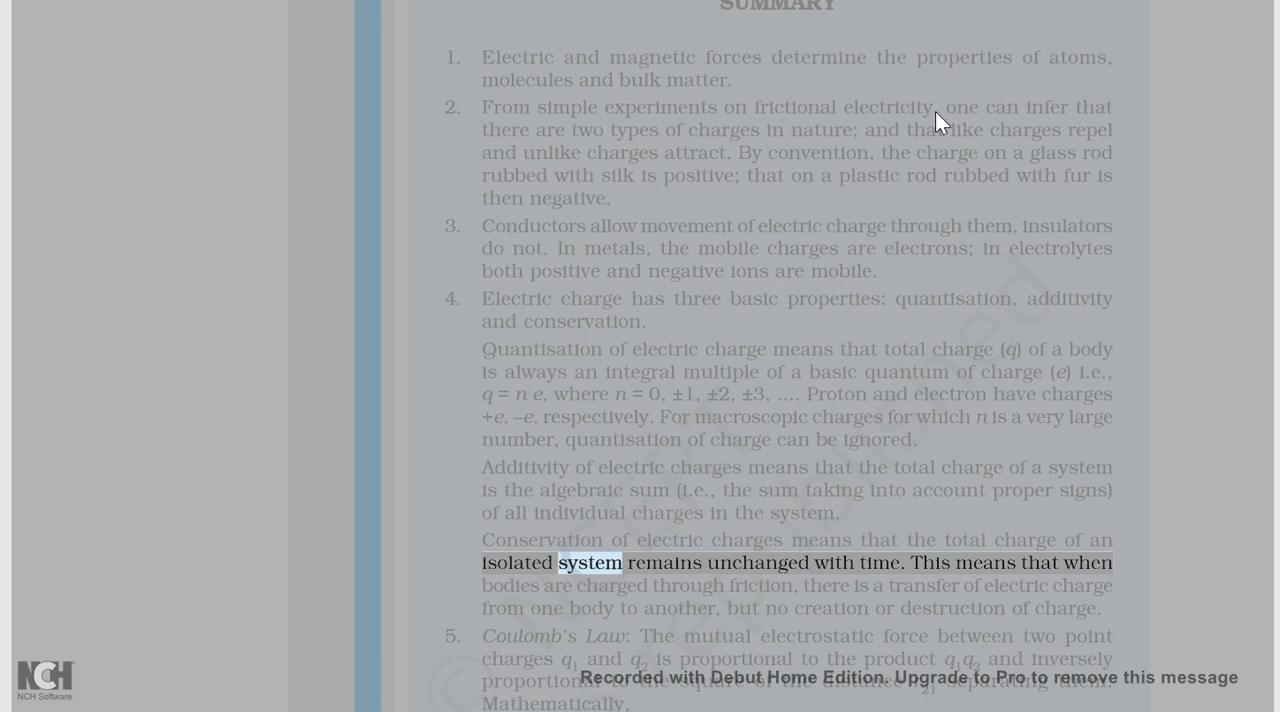 SUMMARY
1. Electric and magnetic forces determine the properties of atoms,
molecules and bulk matter.
2. From simple experiments on frictional electricity, one can infer that
there are two types of charges in nature; and that like charges repel
and unlike charges attract. By convention, the charge on a glass rod
rubbed with silk is positive; that on a plastic rod rubbed with fur is
then negative.
3. Conductors allow movement of electric charge through them, insulators
do not. In metals, the mobile charges are electrons; in electrolytes
both positive and negative ions are mobile.
4. Electric charge has three basic properties: quantisation, additivity
and conservation.
Quantisation of electric charge means that total charge (q) of a body
is always an integral multiple of a basic quantum of charge (e) i.e.,
q = n e, where n = 0, ±1, ±2, ±3, .... Proton and electron have charges
+e, –e, respectively. For macroscopic charges for which n is a very large
number, quantisation of charge can be ignored.
Additivity of electric charges means that the total charge of a system
is the algebraic sum (i.e., the sum taking into account proper signs)
of all individual charges in the system.
Conservation of electric charges means that the total charge of an
isolated system remains unchanged with time. This means that when
bodies are charged through friction, there is a transfer of electric charge
from one body to another, but no creation or destruction of charge.
5. Coulomb's Law: The mutual electrostatic force between two point
charges q₁ and q₂ is proportional to the product q₁q₂ and inversely
proportional to the square of the distance r₂₁ separating them.
Mathematically,
NCH
NCH Software
Recorded with Debut Home Edition. Upgrade to Pro to remove this message